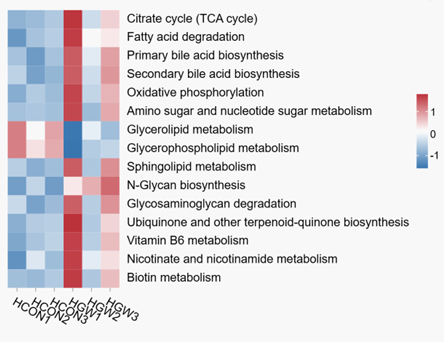 Citrate cycle (TCA cycle)
Fatty acid degradation
Primary bile acid biosynthesis
Secondary bile acid biosynthesis
Oxidative phosphorylation
Amino sugar and nucleotide sugar metabolism
Glycerolipid metabolism
Glycerophospholipid metabolism
Sphingolipid metabolism
N-Glycan biosynthesis
Glycosaminoglycan degradation
Ubiquinone and other terpenoid-quinone biosynthesis
Vitamin B6 metabolism
Nicotinate and nicotinamide metabolism
Biotin metabolism
1
0
-1
HCON1
HCON2
HCON3
HGW1
HGW2
HGW3